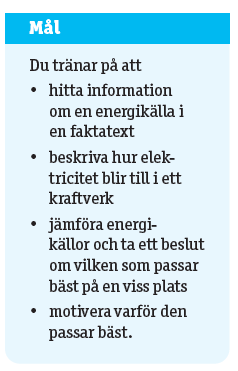 Mål
Du tränar på att
• hitta information
om en energikälla i
en faktatext
• beskriva hur elek-
tricitet blir till i ett
kraftverk
• jämföra energi-
källor och ta ett beslut
om vilken som passar
bäst på en viss plats
• motivera varför den
passar bäst.